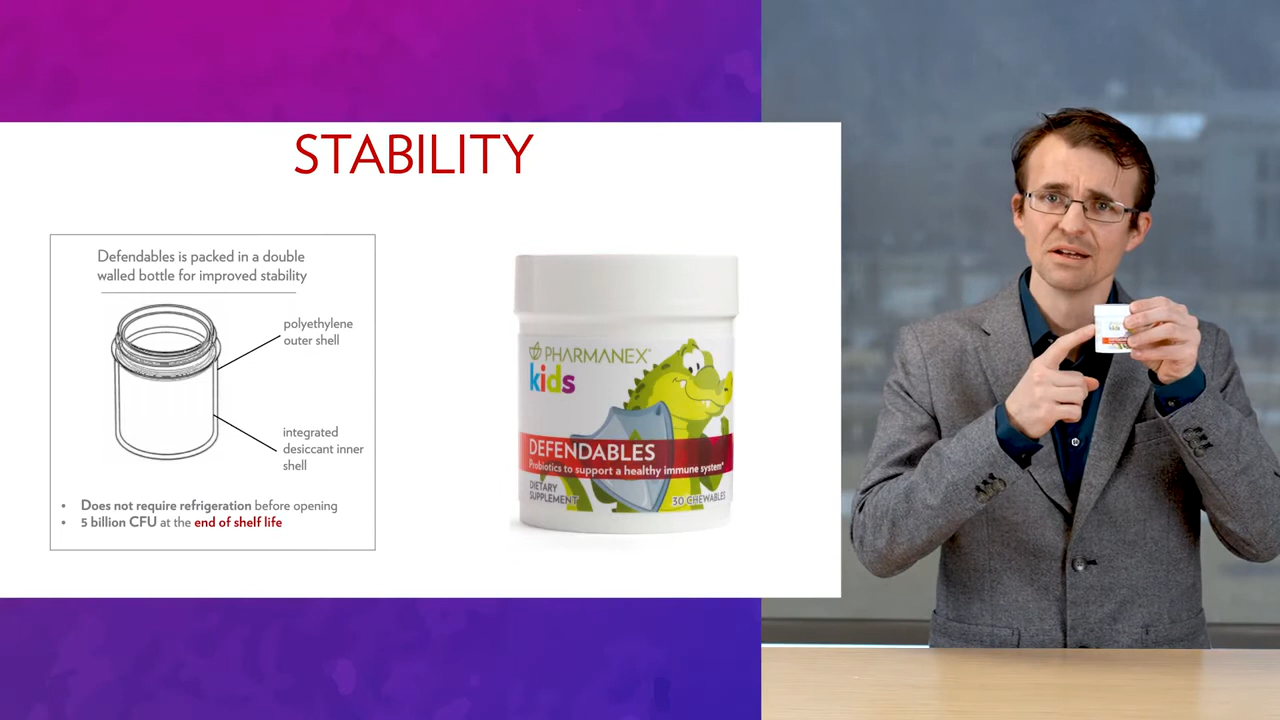 STABILITY
Defendables is packed in a double
walled bottle for improved stability
polyethylene
outer shell
integrated
desiccant inner
shell
• Does not require refrigeration before opening
• 5 billion CFU at the end of shelf life
PHARMANEX™
kids
DEFENDABLES
Probiotics to support a healthy immune system*
DIETARY
SUPPLEMENT
30 CHEWABLES
kids